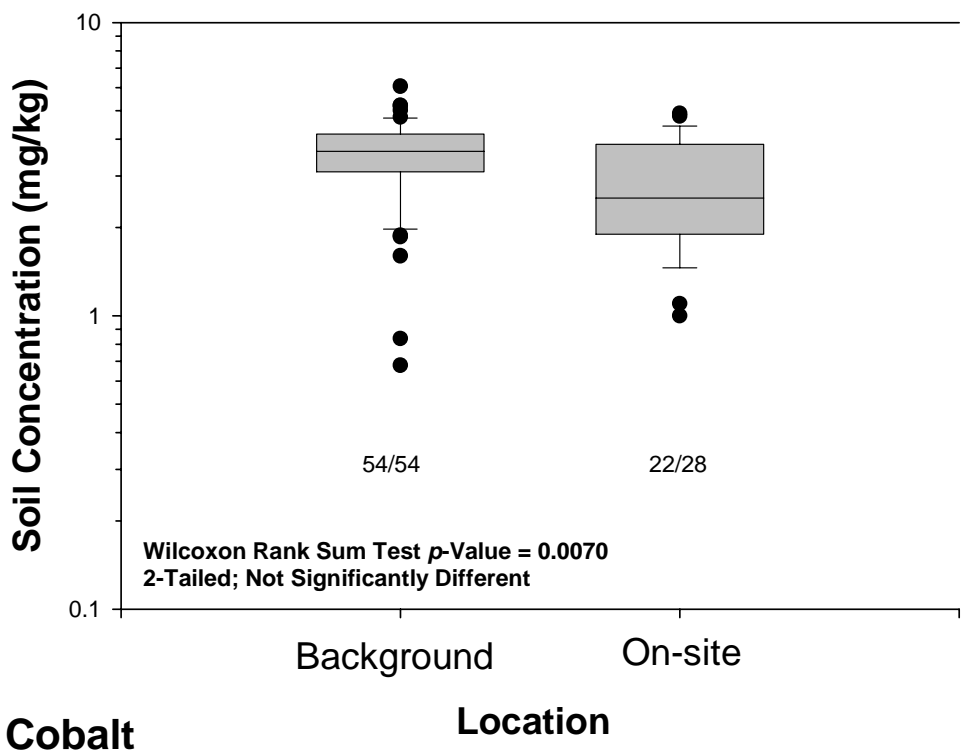 10
1
0.1
Soil Concentration (mg/kg)
54/54
22/28
Wilcoxon Rank Sum Test p-Value = 0.0070
2-Tailed; Not Significantly Different
Background
On-site
Location
Cobalt